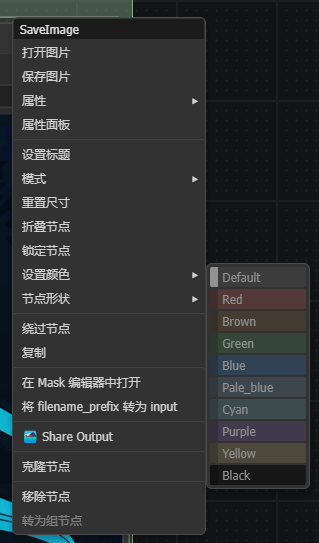 SaveImage
打开图片
保存图片
属性
属性面板
设置标题
模式
重置尺寸
折叠节点
锁定节点
设置颜色
节点形状
绕过节点
复制
在 Mask 编辑器中打开
将 filename_prefix 转为 input
Share Output
克隆节点
移除节点
转为组节点
Default
Red
Brown
Green
Blue
Pale_blue
Cyan
Purple
Yellow
Black